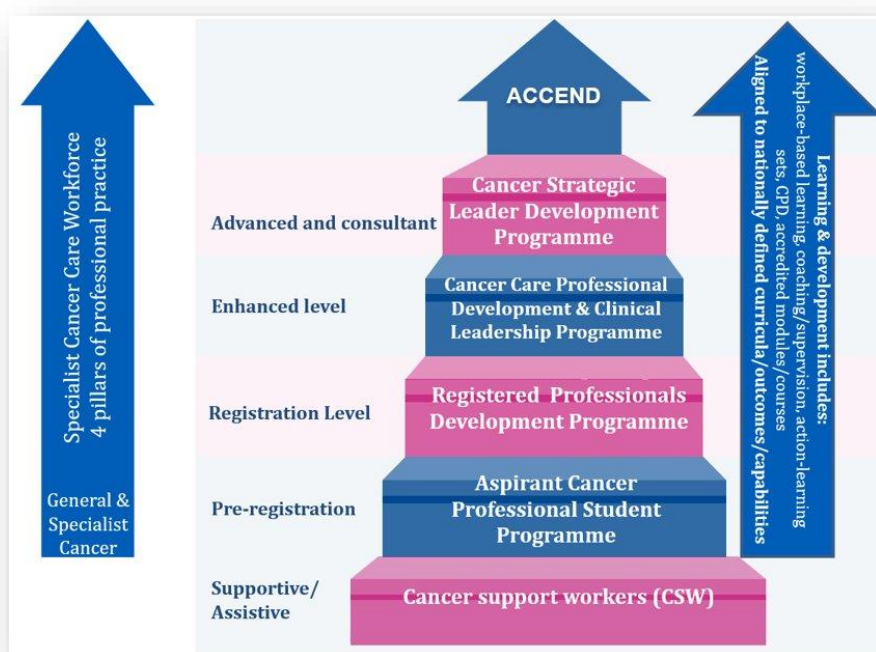 Specialist Cancer Care Workforce
4 pillars of professional practice
General &
Specialist
Cancer
ACCEND
Advanced and consultant
Cancer Strategic
Leader Development
Programme
Enhanced level
Cancer Care Professional
Development & Clinical
Leadership Programme
Registration Level
Registered Professionals
Development Programme
Pre-registration
Aspirant Cancer
Professional Student
Programme
Supportive/
Assistive
Cancer support workers (CSW)
Learning & development includes:
workplace-based learning, coaching/supervision, action-learning
sets, CPD, accredited modules/courses
Aligned to nationally defined curricula/outcomes/capabilities